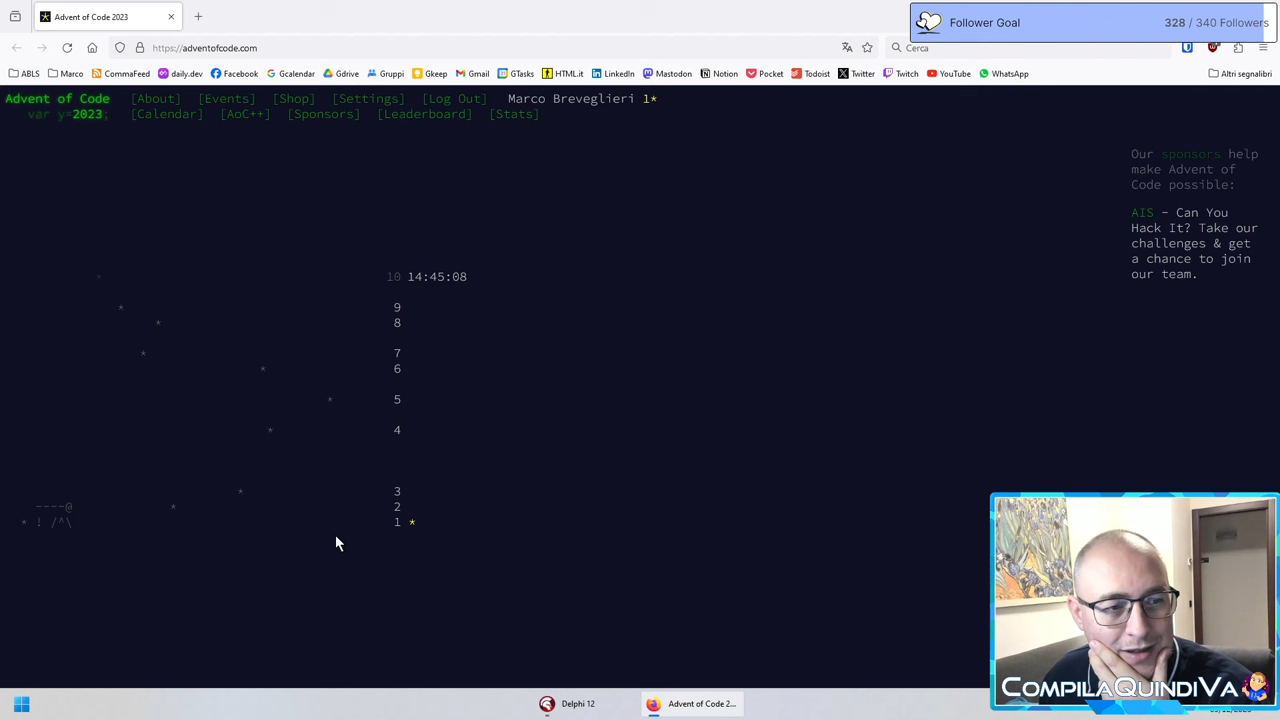 Advent of Code 2023
Follower Goal
328 / 340 Followers
https://adventofcode.com
Cerca
ABLS
Marco
CommaFeed
daily.dev
Facebook
Gcalendar
Gdrive
Gruppi
Gkeep
Gmail
GTasks
HTML.it
LinkedIn
Mastodon
Notion
Pocket
Todoist
Twitter
Twitch
YouTube
WhatsApp
Altri segnalibri
Advent of Code [About] [Events] [Shop] [Settings] [Log Out] Marco Breveglieri 1*
var y=2023; [Calendar] [AoC++] [Sponsors] [Leaderboard] [Stats]
Our sponsors help
make Advent of
Code possible:
AIS - Can You
Hack It? Take our
challenges & get
a chance to join
our team.
* 10 14:45:08
* 9
* 8
* 7
* 6
* 5
* 4
* 3
----@ * 2
* ! /^\ 1 *
COMPILAQUINDIVA
Delphi 12
Advent of Code 2...